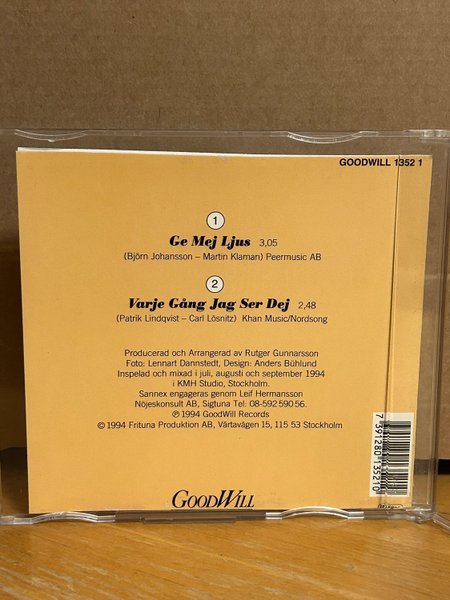 GOODWILL 1352 1
1
Ge Mej Ljus 3,05
(Björn Johansson – Martin Klaman) Peermusic AB
2
Varje Gång Jag Ser Dej 2,48
(Patrik Lindqvist – Carl Lösnitz) Khan Music/Nordsong
Producerad och Arrangerad av Rutger Gunnarsson
Foto: Lennart Dannstedt, Design: Anders Bühlund
Inspelad och mixad i juli, augusti och september 1994
i KMH Studio, Stockholm.
Sannex engageras genom Leif Hermansson
Nöjeskonsult AB, Sigtuna Tel: 08-592 590 56.
℗ 1994 GoodWill Records
© 1994 Frituna Produktion AB, Värtavägen 15, 115 53 Stockholm
GOODWILL
7 391280 135210